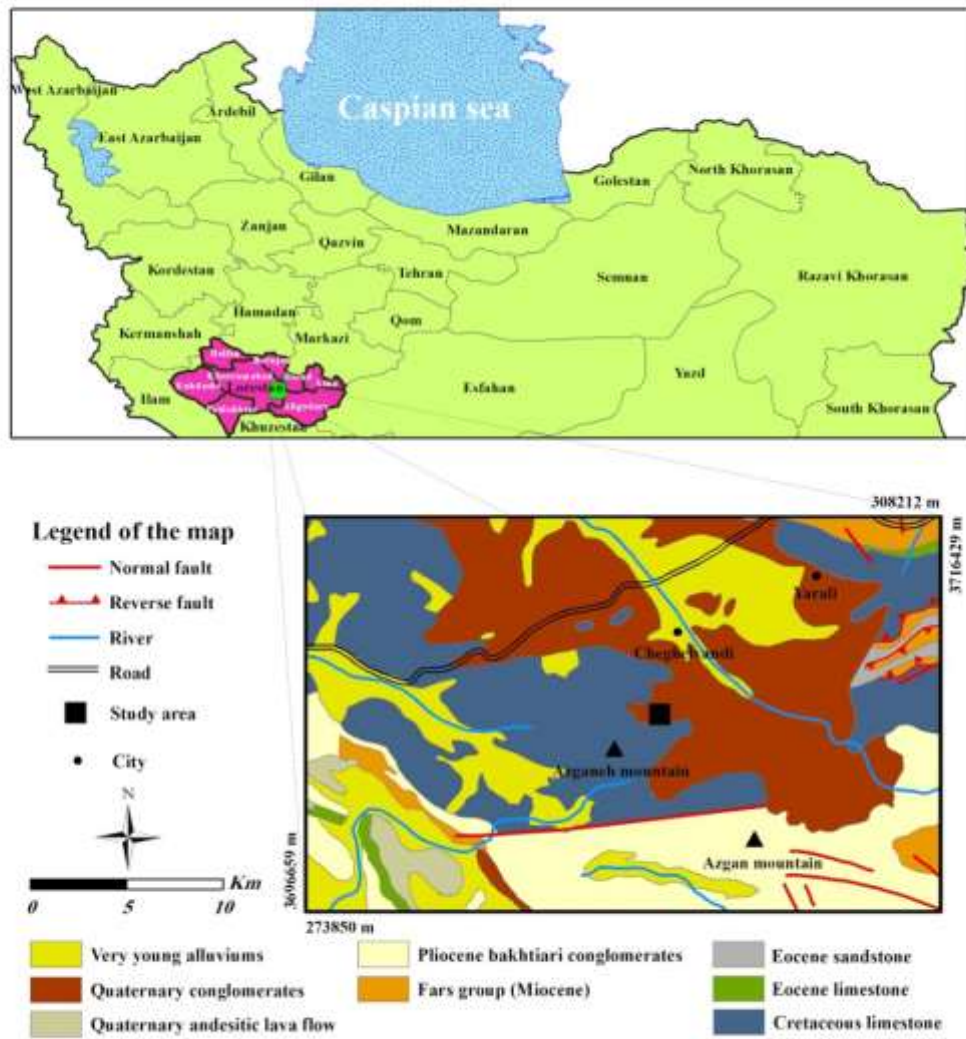 Caspian sea
West Azarbaijan
East Azarbaijan
Ardebil
Gilan
Golestan
North Khorasan
Zanjan
Qazvin
Mazandaran
Kordestan
Tehran
Semnan
Razavi Khorasan
Hamadan
Qom
Kermanshah
Markazi
Esfahan
Yazd
Ilam
Lorestan
South Khorasan
Khuzestan
308212 m
3716429 m
Legend of the map
Normal fault
Reverse fault
River
Road
Study area
City
N
Km
0 5 10
Yarali
Azganeh mountain
Azgan mountain
3696659 m
273850 m
Very young alluviums
Pliocene bakhtiari conglomerates
Eocene sandstone
Quaternary conglomerates
Fars group (Miocene)
Eocene limestone
Quaternary andesitic lava flow
Cretaceous limestone